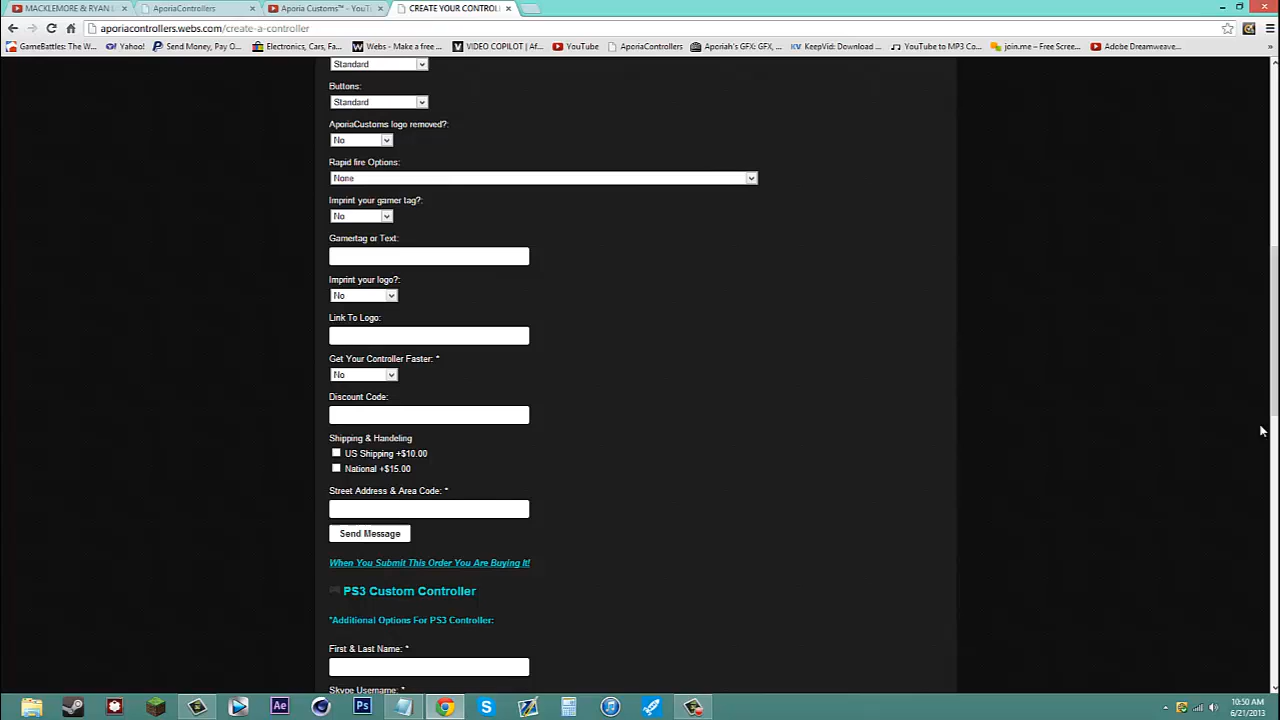 MACKLEMORE & RYAN L
AporiaControllers
Aporia Customs™ - YouT
CREATE YOUR CONTROL
aporiacontrollers.webs.com/create-a-controller
GameBattles: The W...
Yahoo!
Send Money, Pay O...
Electronics, Cars, Fa...
Webs - Make a free ...
VIDEO COPILOT | Af...
YouTube
AporiaControllers
Sporiah's GFX: GFX, ...
KeepVid: Download ...
YouTube to MP3 Co...
join.me – Free Scree...
Adobe Dreamweave...
Standard
Buttons:
Standard
AporiaCustoms logo removed?:
No
Rapid fire Options:
None
Imprint your gamer tag?:
No
Gamertag or Text:
Imprint your logo?:
No
Link To Logo:
Get Your Controller Faster: *
No
Discount Code:
Shipping & Handeling
US Shipping +$10.00
National +$15.00
Street Address & Area Code: *
Send Message
When You Submit This Order You Are Buying It!
PS3 Custom Controller
*Additional Options For PS3 Controller:
First & Last Name: *
Skype Username: *
Ae
Ps
10:50 AM
6/21/2013